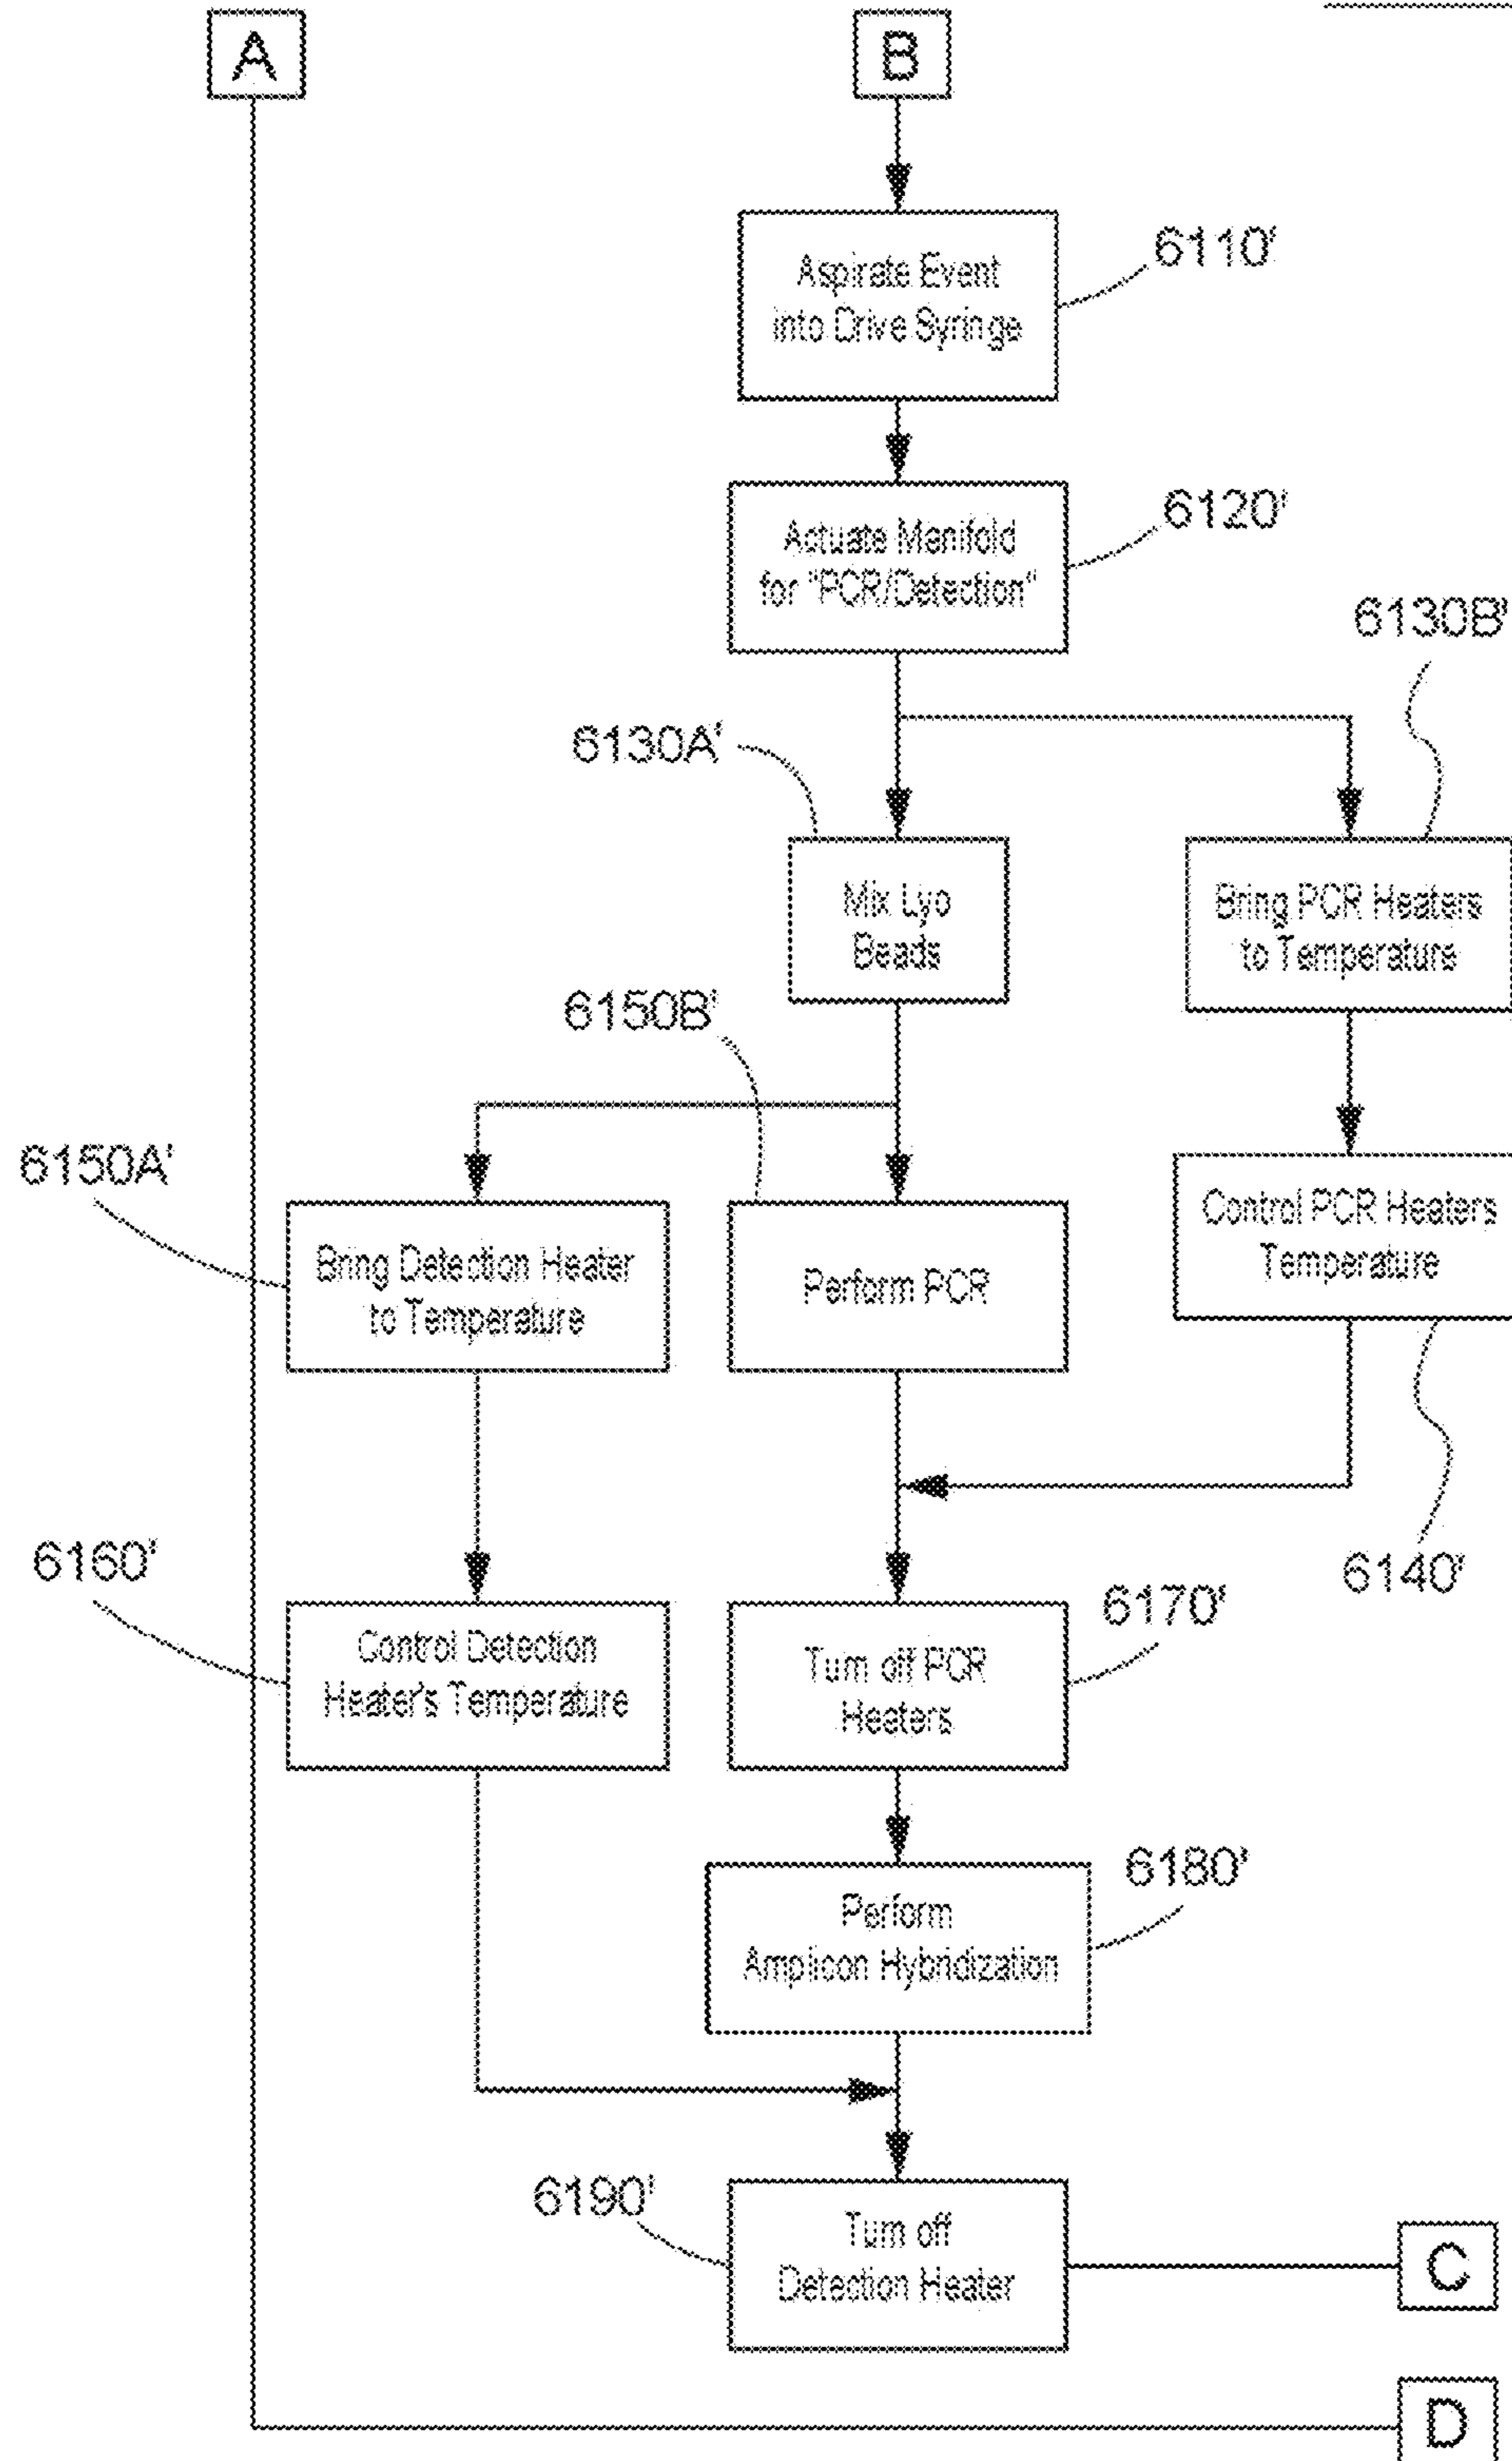 A
B
Aspirate Event
into Drive Syringe
6110'
Actuate Manifold
for "PCR/Detection"
6120'
6130B'
6130A'
Mix Lyo
Beads
Bring PCR Heaters
to Temperature
6150B'
6150A'
Bring Detection Heater
to Temperature
Perform PCR
Control PCR Heaters
Temperature
6160'
6140'
Control Detection
Heater's Temperature
Turn off PCR
Heaters
6170'
Perform
Amplicon Hybridization
6180'
6190'
Turn off
Detection Heater
C
D